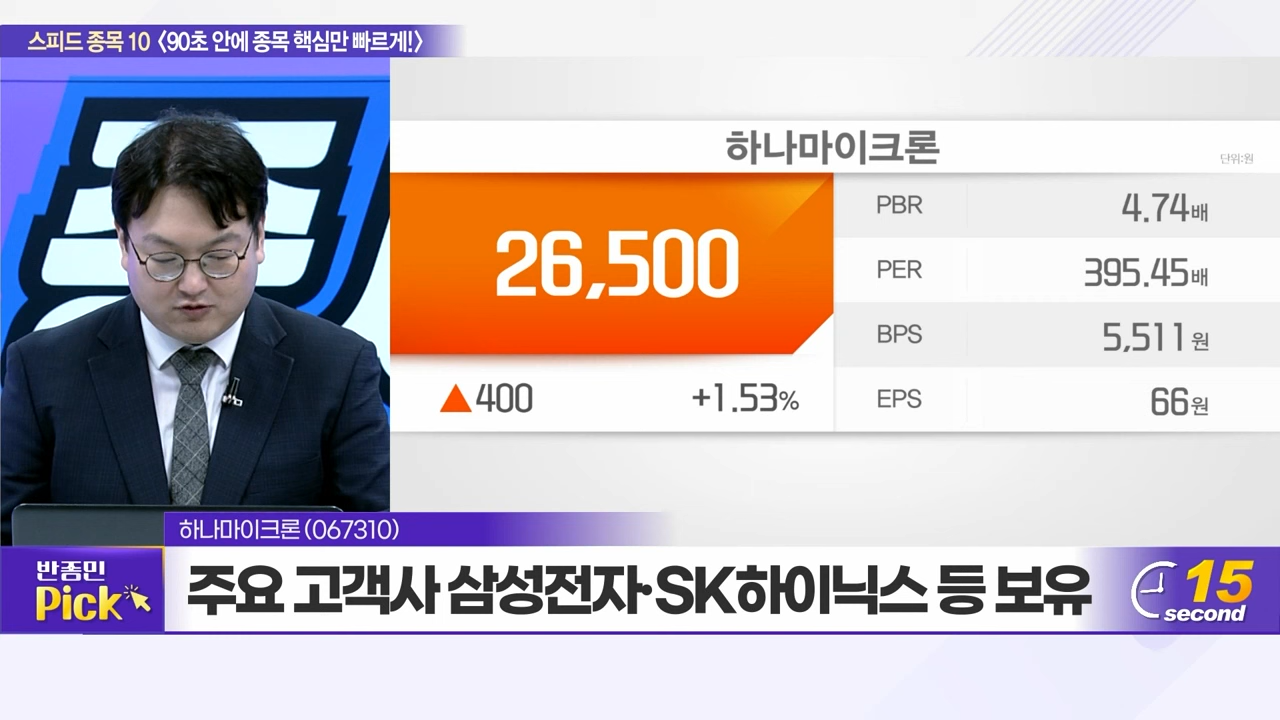 스피드 종목 10 〈90초 안에 종목 핵심만 빠르게!〉
하나마이크론
단위:원
26,500
▲400 +1.53%
PBR 4.74배
PER 395.45배
BPS 5,511원
EPS 66원
하나마이크론 (067310)
반종민
Pick
주요 고객사 삼성전자·SK하이닉스 등 보유
15
second